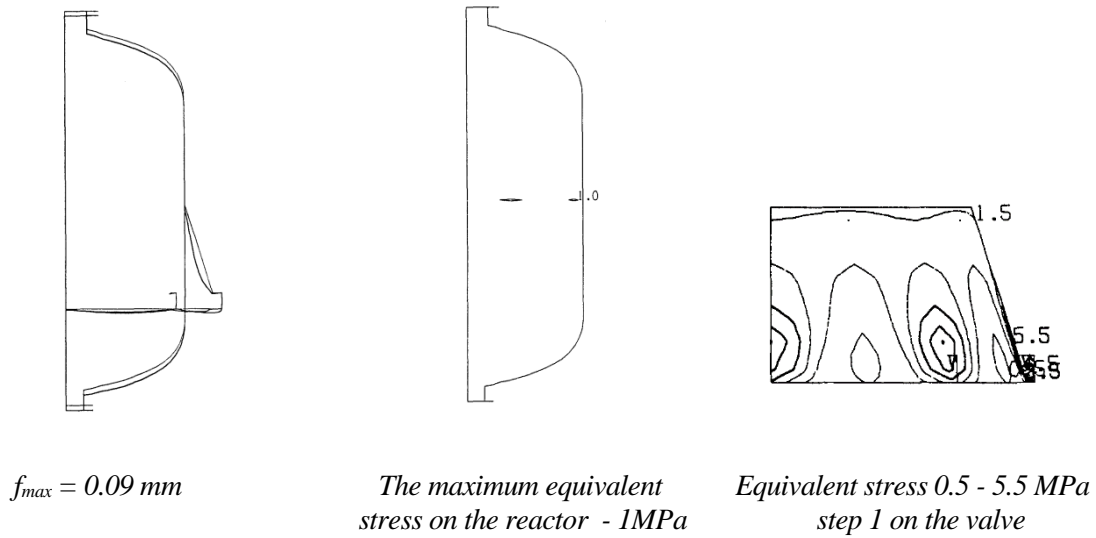 1.0
1.5
5.5
f_max = 0.09 mm
The maximum equivalent
stress on the reactor - 1MPa
Equivalent stress 0.5 - 5.5 MPa
step 1 on the valve